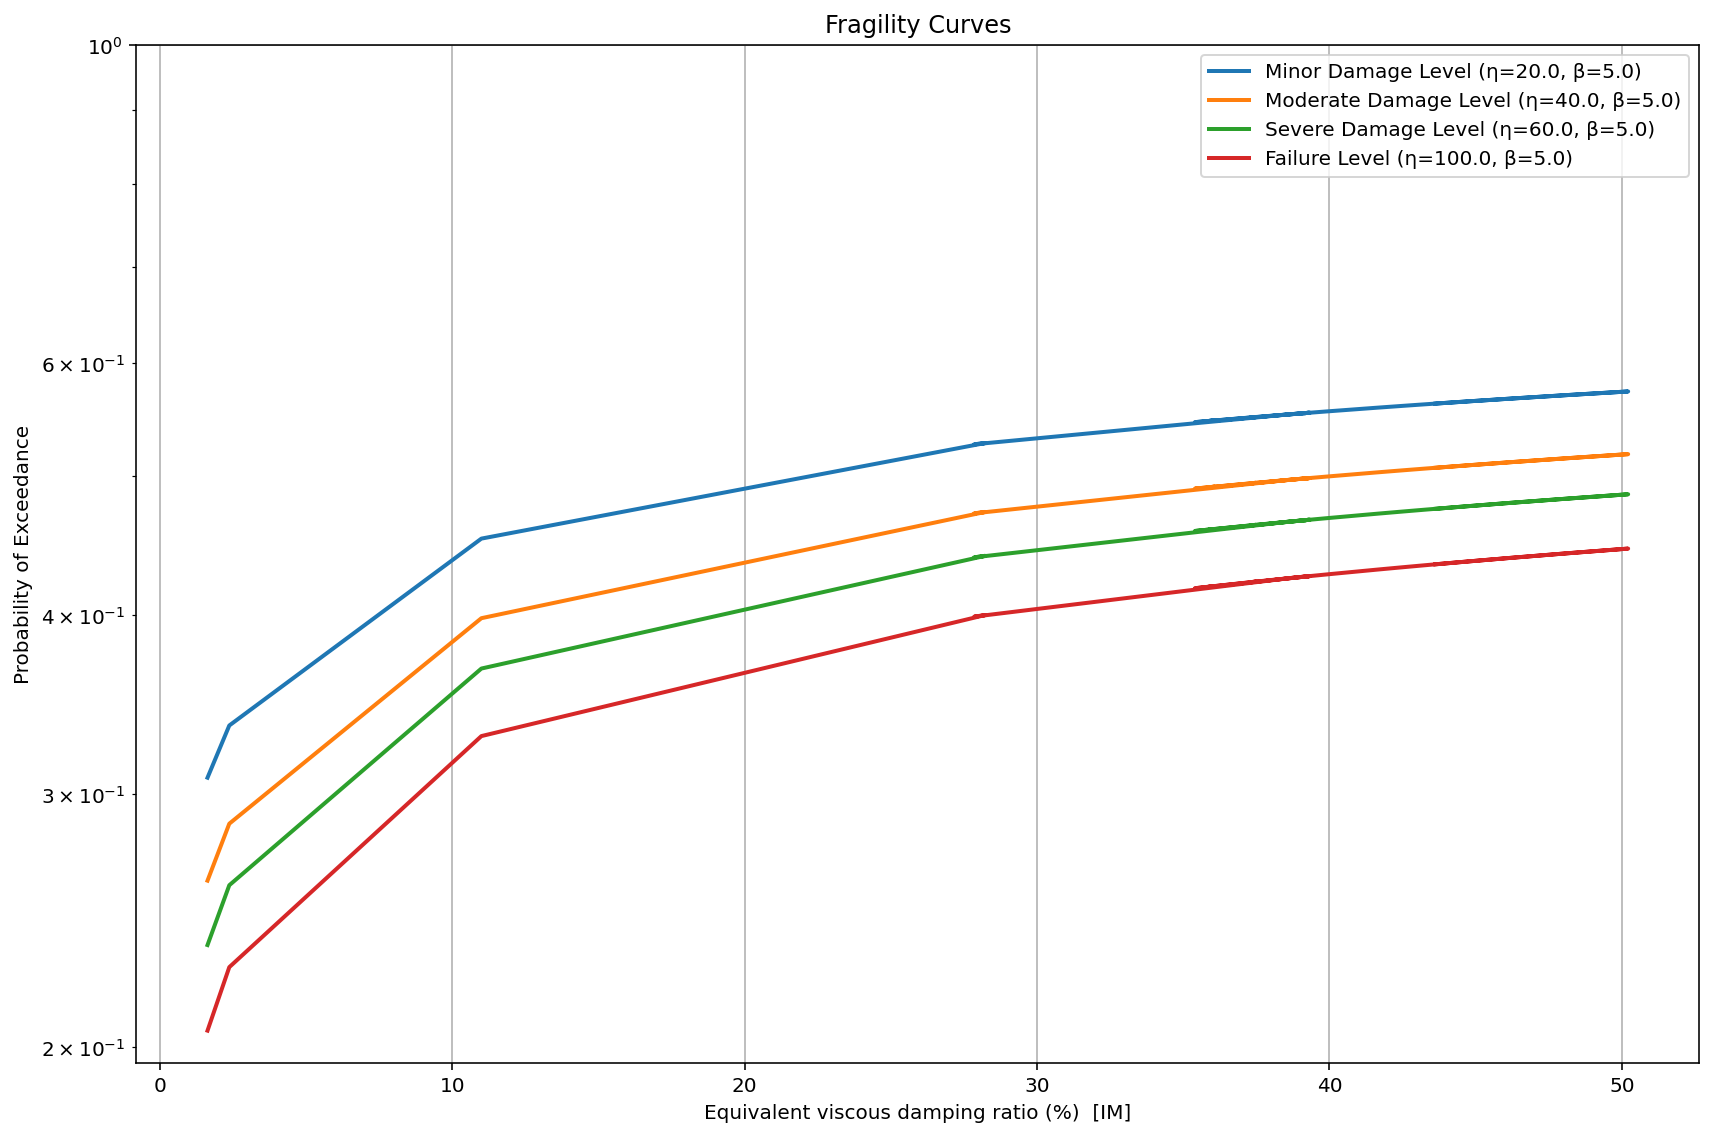 Fragility Curves
10⁰
6 × 10⁻¹
4 × 10⁻¹
3 × 10⁻¹
2 × 10⁻¹
Probability of Exceedance
Minor Damage Level (η=20.0, β=5.0)
Moderate Damage Level (η=40.0, β=5.0)
Severe Damage Level (η=60.0, β=5.0)
Failure Level (η=100.0, β=5.0)
0 10 20 30 40 50
Equivalent viscous damping ratio (%)  [IM]